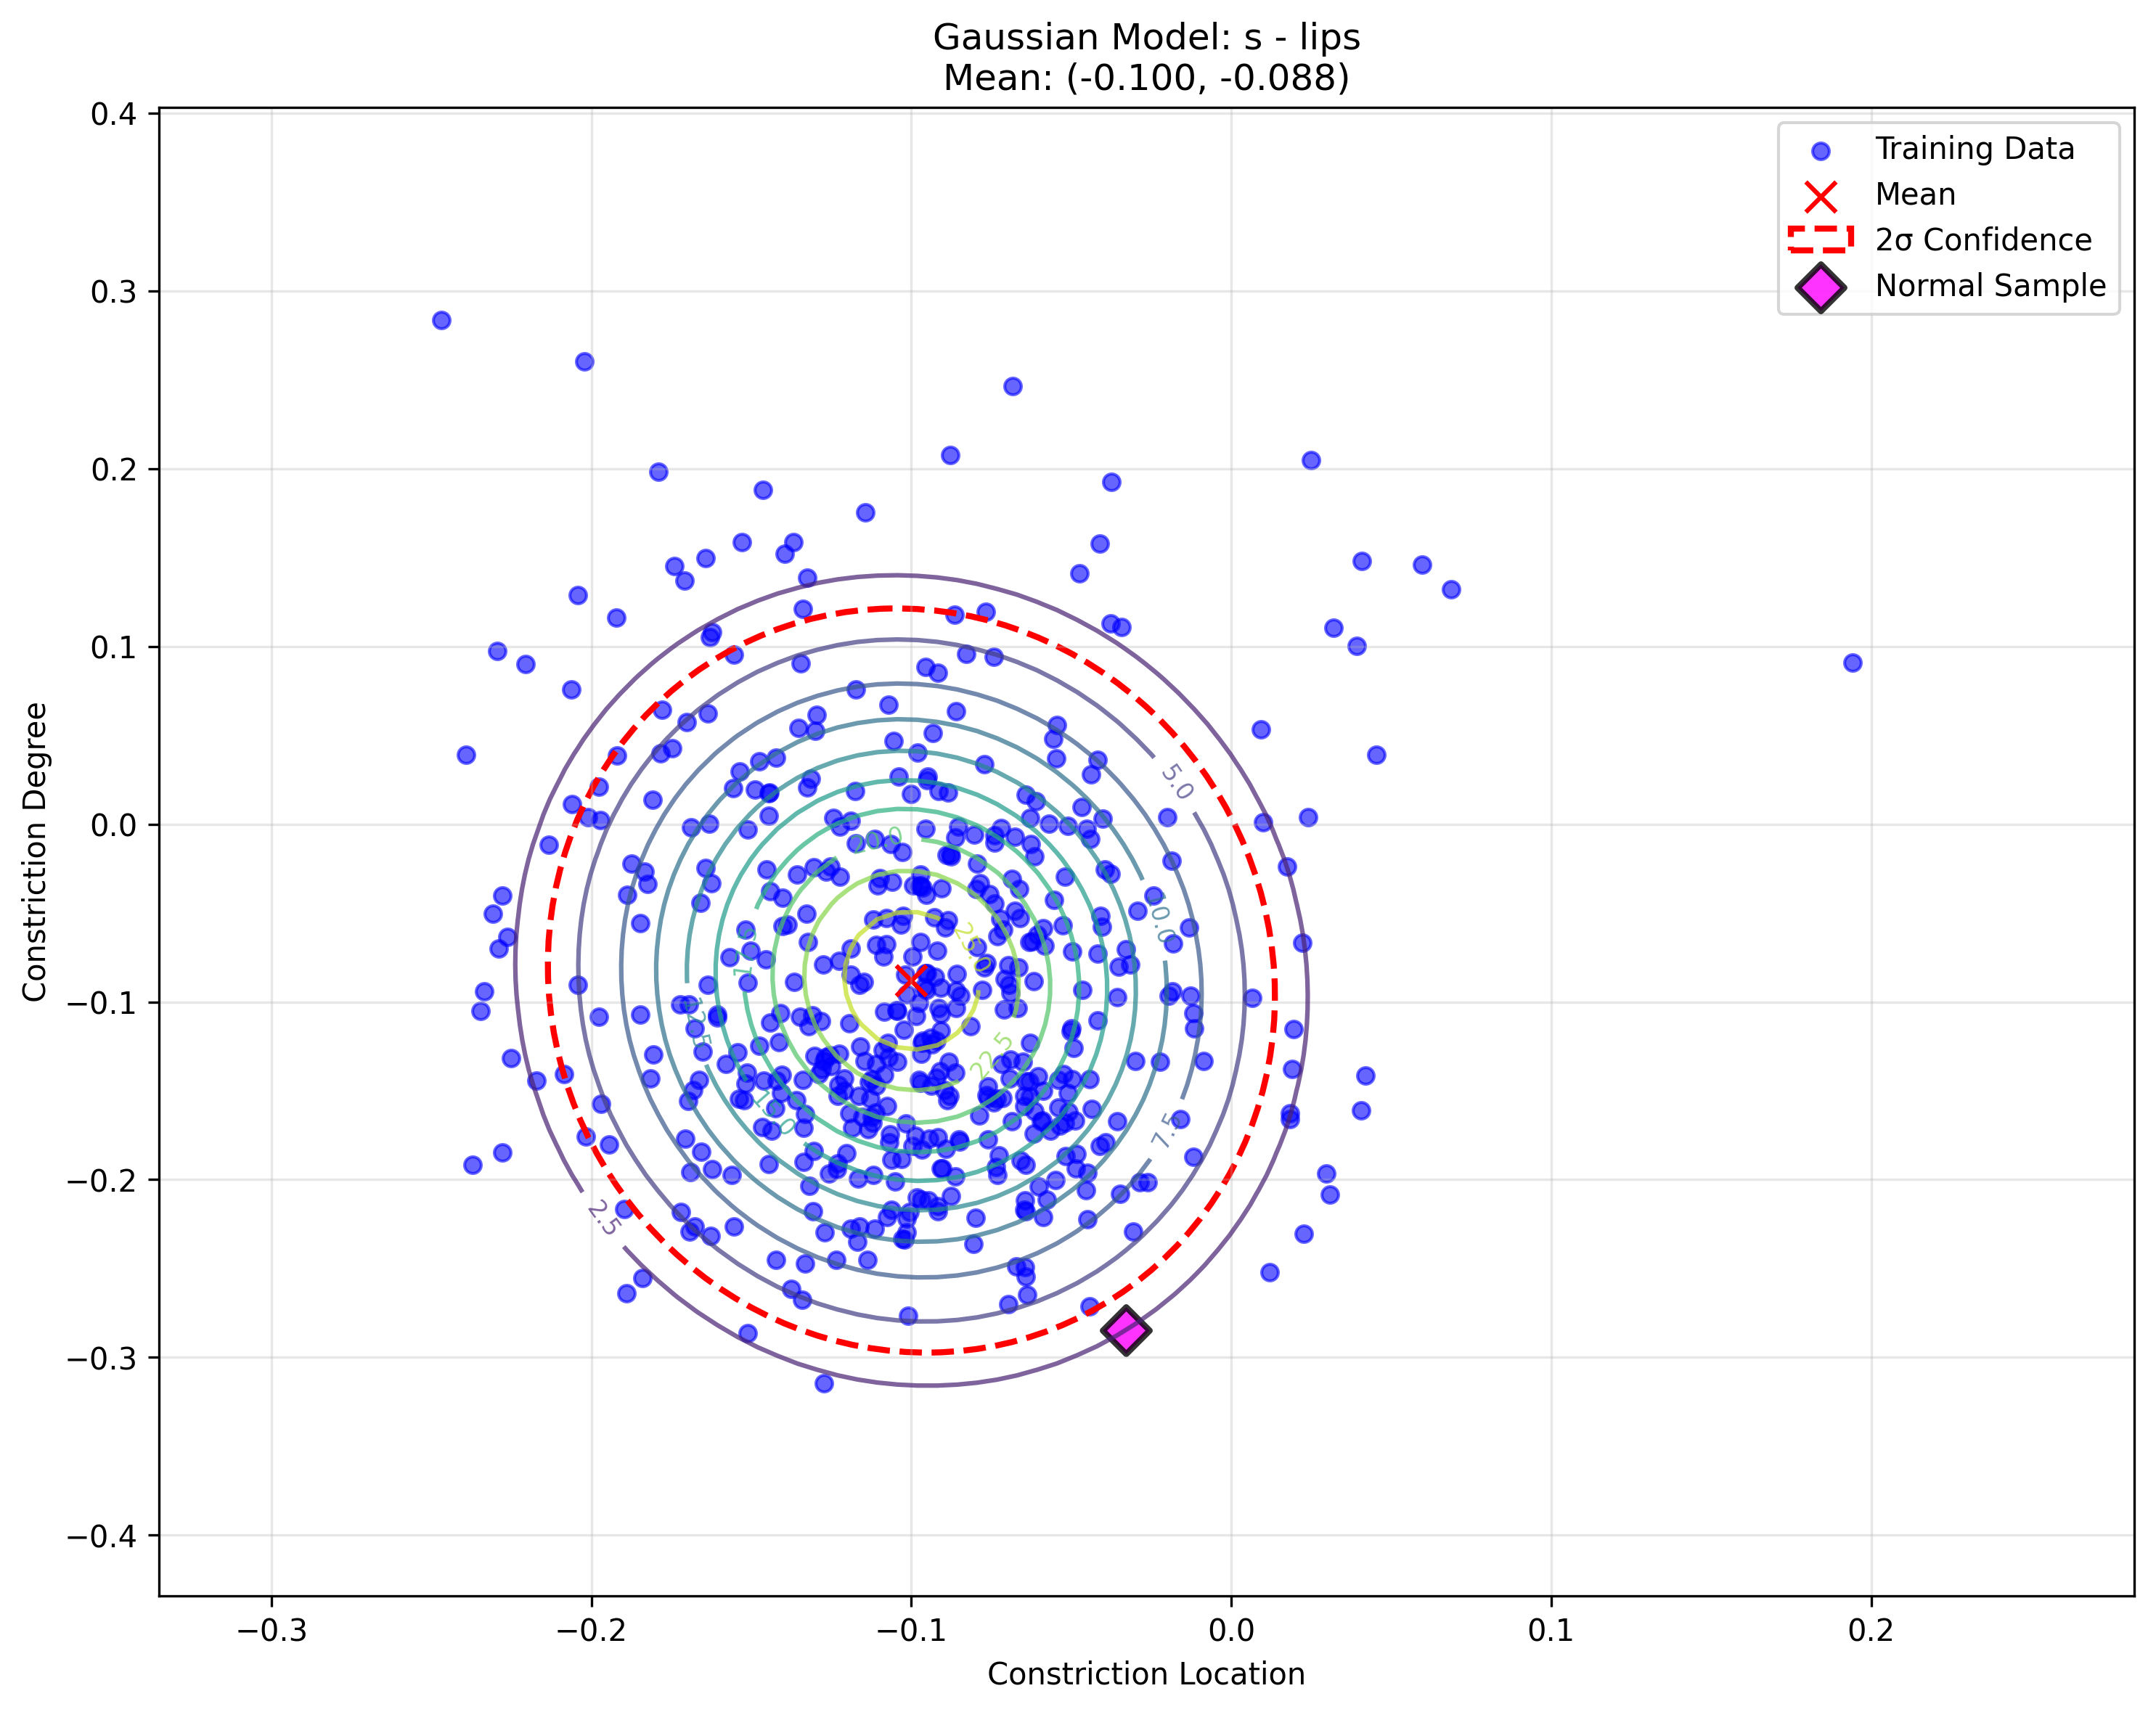 Gaussian Model: s - lips
Mean: (-0.100, -0.088)
Training Data
Mean
2σ Confidence
Normal Sample
Constriction Degree
0.4
0.3
0.2
0.1
0.0
−0.1
−0.2
−0.3
−0.4
5.0
7.5
2.5
22.5
−0.3
−0.2
−0.1
0.0
0.1
0.2
Constriction Location